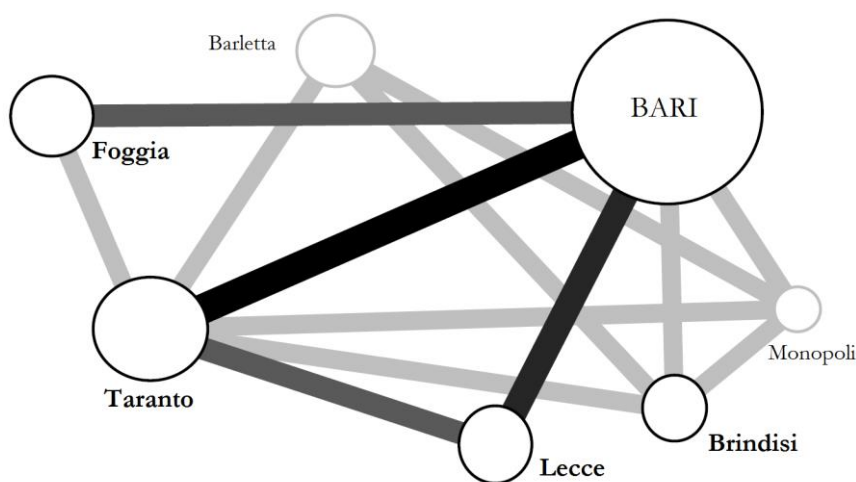 Barletta
BARI
Foggia
Monopoli
Taranto
Brindisi
Lecce